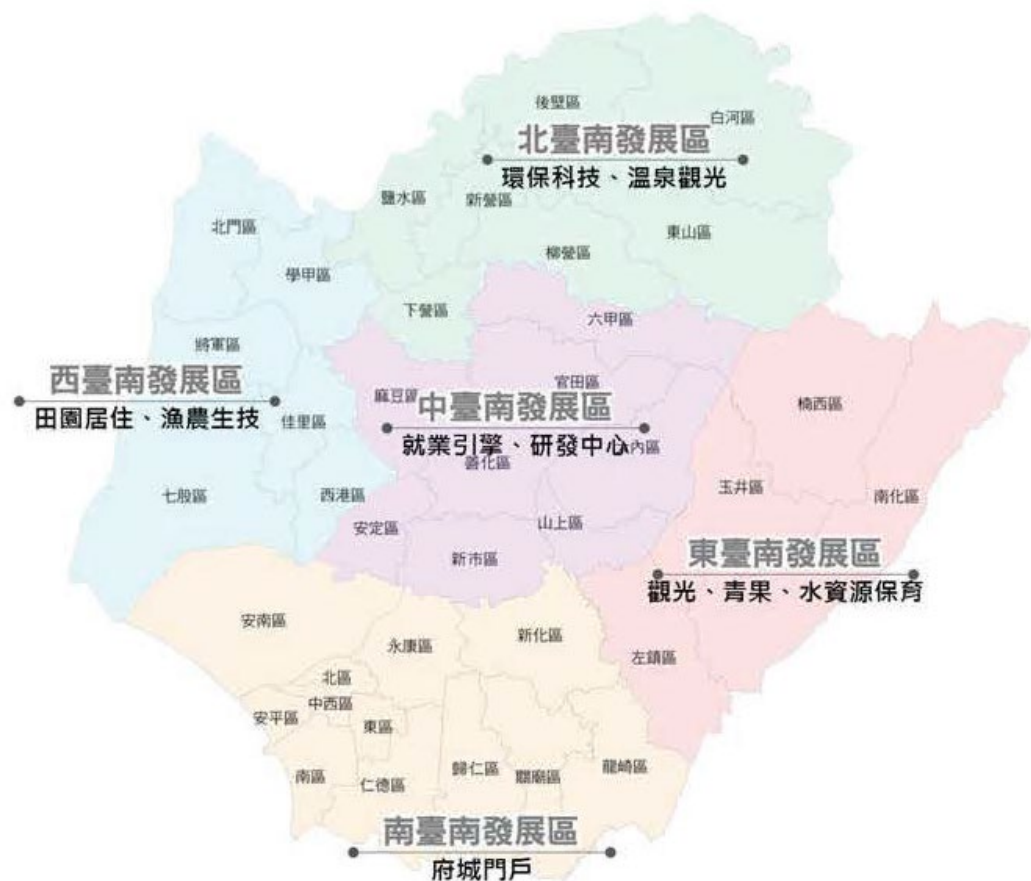 後壁區
白河區
北臺南發展區
環保科技、溫泉觀光
鹽水區
新營區
東山區
柳營區
北門區
學甲區
下營區
六甲區
將軍區
西臺南發展區
田園居住、漁農生技
麻豆區
官田區
中臺南發展區
就業引擎、研發中心
楠西區
佳里區
大內區
善化區
玉井區
南化區
七股區
西港區
安定區
山上區
新市區
東臺南發展區
觀光、青果、水資源保育
安南區
永康區
新化區
左鎮區
北區
中西區
安平區
東區
南區
仁德區
歸仁區
關廟區
龍崎區
南臺南發展區
府城門戶